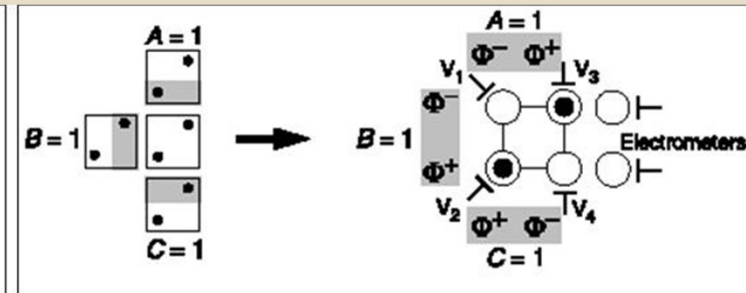 A = 1
B = 1
C = 1
A = 1
Φ⁻ Φ⁺
V₁
V₃
B = 1
Φ⁻
Φ⁺
Electrometers
V₂
V₄
Φ⁺ Φ⁻
C = 1